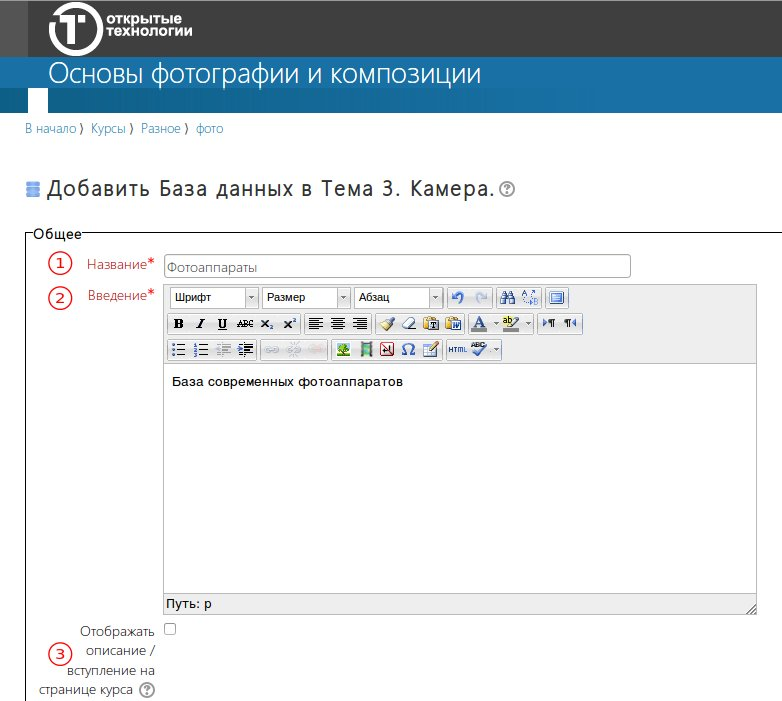 открытые
технологии
Основы фотографии и композиции
В начало ⟩ Курсы ⟩ Разное ⟩ фото
Добавить База данных в Тема 3. Камера.
Общее
1 Название* Фотоаппараты
2 Введение* Шрифт Размер Абзац
B I U ABC x₂ x² T W A ab ¶ ¶
Ω HTML ABC
База современных фотоаппаратов
Путь: p
Отображать
описание /
3
вступление на
странице курса ?